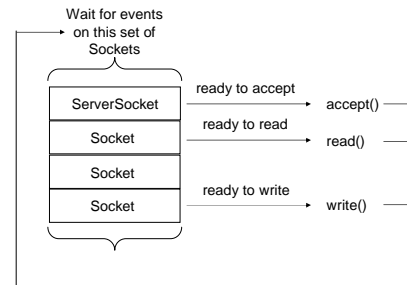 Wait for events
on this set of
Sockets
ServerSocket
ready to accept
accept()
Socket
ready to read
read()
Socket
Socket
ready to write
write()